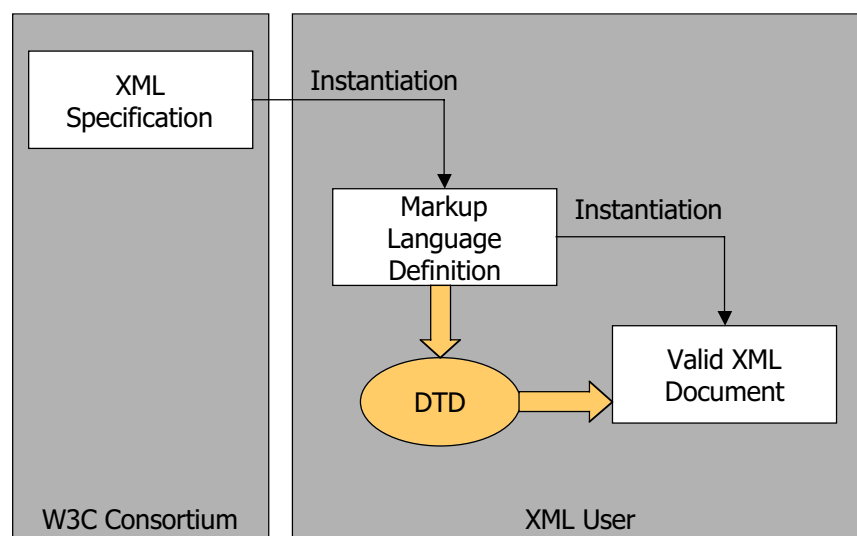 XML
Specification
Instantiation
Markup
Language
Definition
Instantiation
Valid XML
Document
DTD
W3C Consortium
XML User